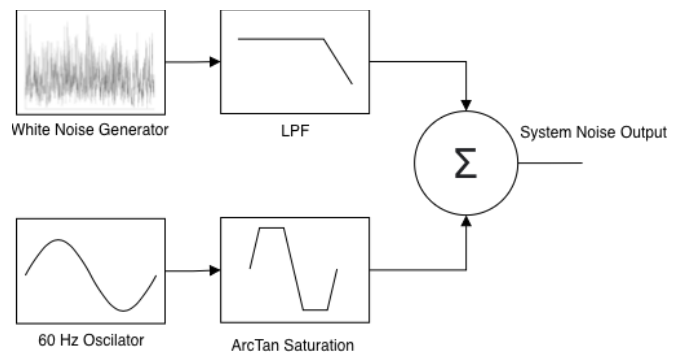 White Noise Generator
LPF
System Noise Output
Σ
60 Hz Oscilator
ArcTan Saturation